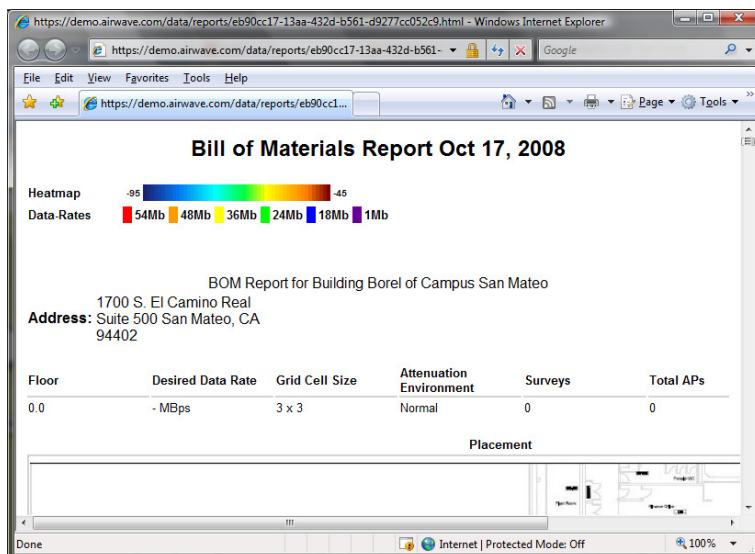 https://demo.airwave.com/data/reports/eb90cc17-13aa-432d-b561-d9277cc052c9.html - Windows Internet Explorer
https://demo.airwave.com/data/reports/eb90cc17-13aa-432d-b561- Google
File Edit View Favorites Tools Help
https://demo.airwave.com/data/reports/eb90cc1... Page Tools
Bill of Materials Report Oct 17, 2008
Heatmap -95 -45
Data-Rates 54Mb 48Mb 36Mb 24Mb 18Mb 1Mb
BOM Report for Building Borel of Campus San Mateo
1700 S. El Camino Real
Address: Suite 500 San Mateo, CA
94402
Floor Desired Data Rate Grid Cell Size Attenuation Environment Surveys Total APs
0.0 - MBps 3 x 3 Normal 0 0
Placement
Done Internet | Protected Mode: Off 100%